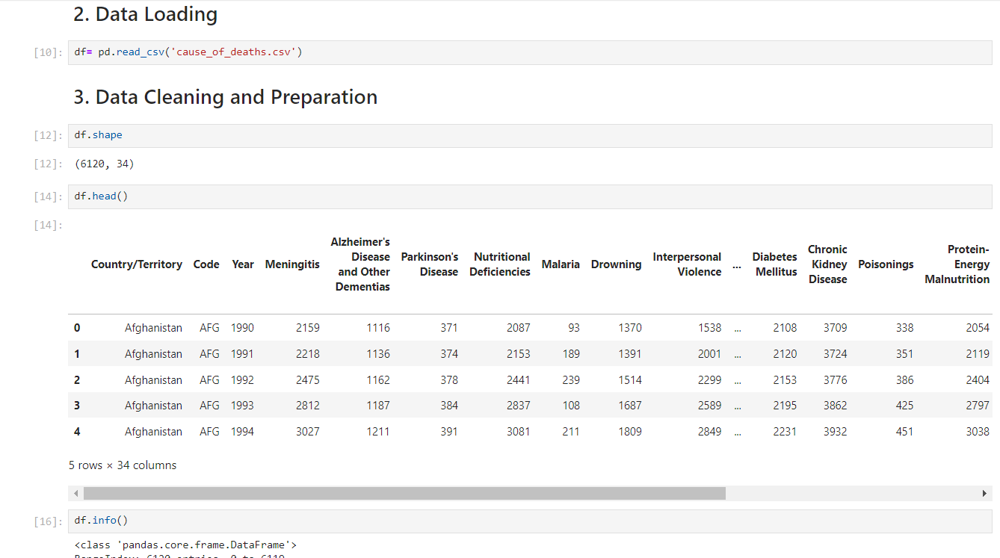 2. Data Loading
[10]: df= pd.read_csv('cause_of_deaths.csv')
3. Data Cleaning and Preparation
[12]: df.shape
[12]: (6120, 34)
[14]: df.head()
[14]:
Country/Territory Code Year Meningitis Alzheimer's Disease and Other Dementias Parkinson's Disease Nutritional Deficiencies Malaria Drowning Interpersonal Violence ... Diabetes Mellitus Chronic Kidney Disease Poisonings Protein-Energy Malnutrition
0 Afghanistan AFG 1990 2159 1116 371 2087 93 1370 1538 ... 2108 3709 338 2054
1 Afghanistan AFG 1991 2218 1136 374 2153 189 1391 2001 ... 2120 3724 351 2119
2 Afghanistan AFG 1992 2475 1162 378 2441 239 1514 2299 ... 2153 3776 386 2404
3 Afghanistan AFG 1993 2812 1187 384 2837 108 1687 2589 ... 2195 3862 425 2797
4 Afghanistan AFG 1994 3027 1211 391 3081 211 1809 2849 ... 2231 3932 451 3038
5 rows × 34 columns
[16]: df.info()
<class 'pandas.core.frame.DataFrame'>
RangeIndex: 6120 entries, 0 to 6119